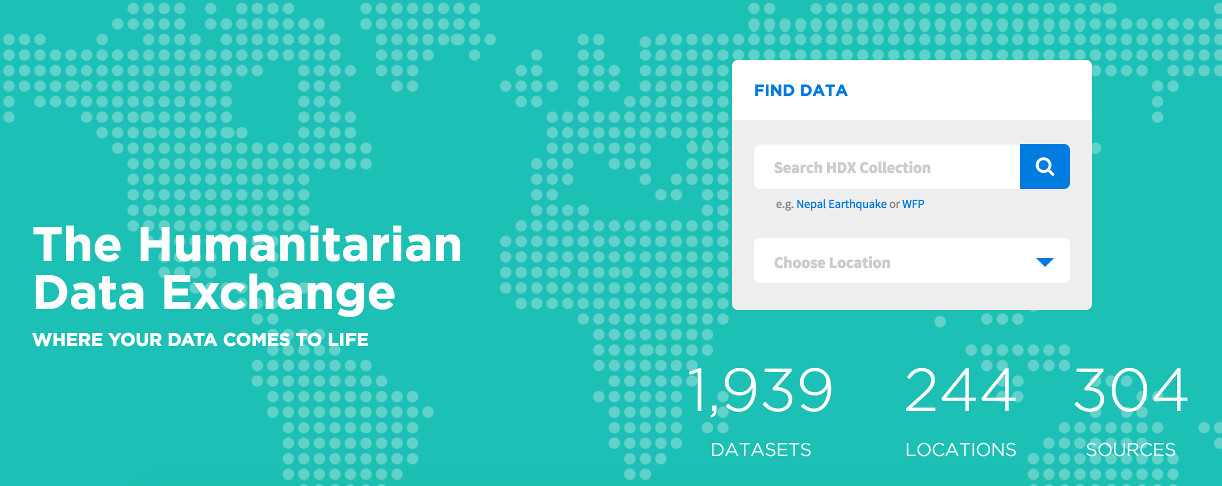 The Humanitarian
Data Exchange
WHERE YOUR DATA COMES TO LIFE
FIND DATA
Search HDX Collection
e.g. Nepal Earthquake or WFP
Choose Location
1,939
DATASETS
244
LOCATIONS
304
SOURCES